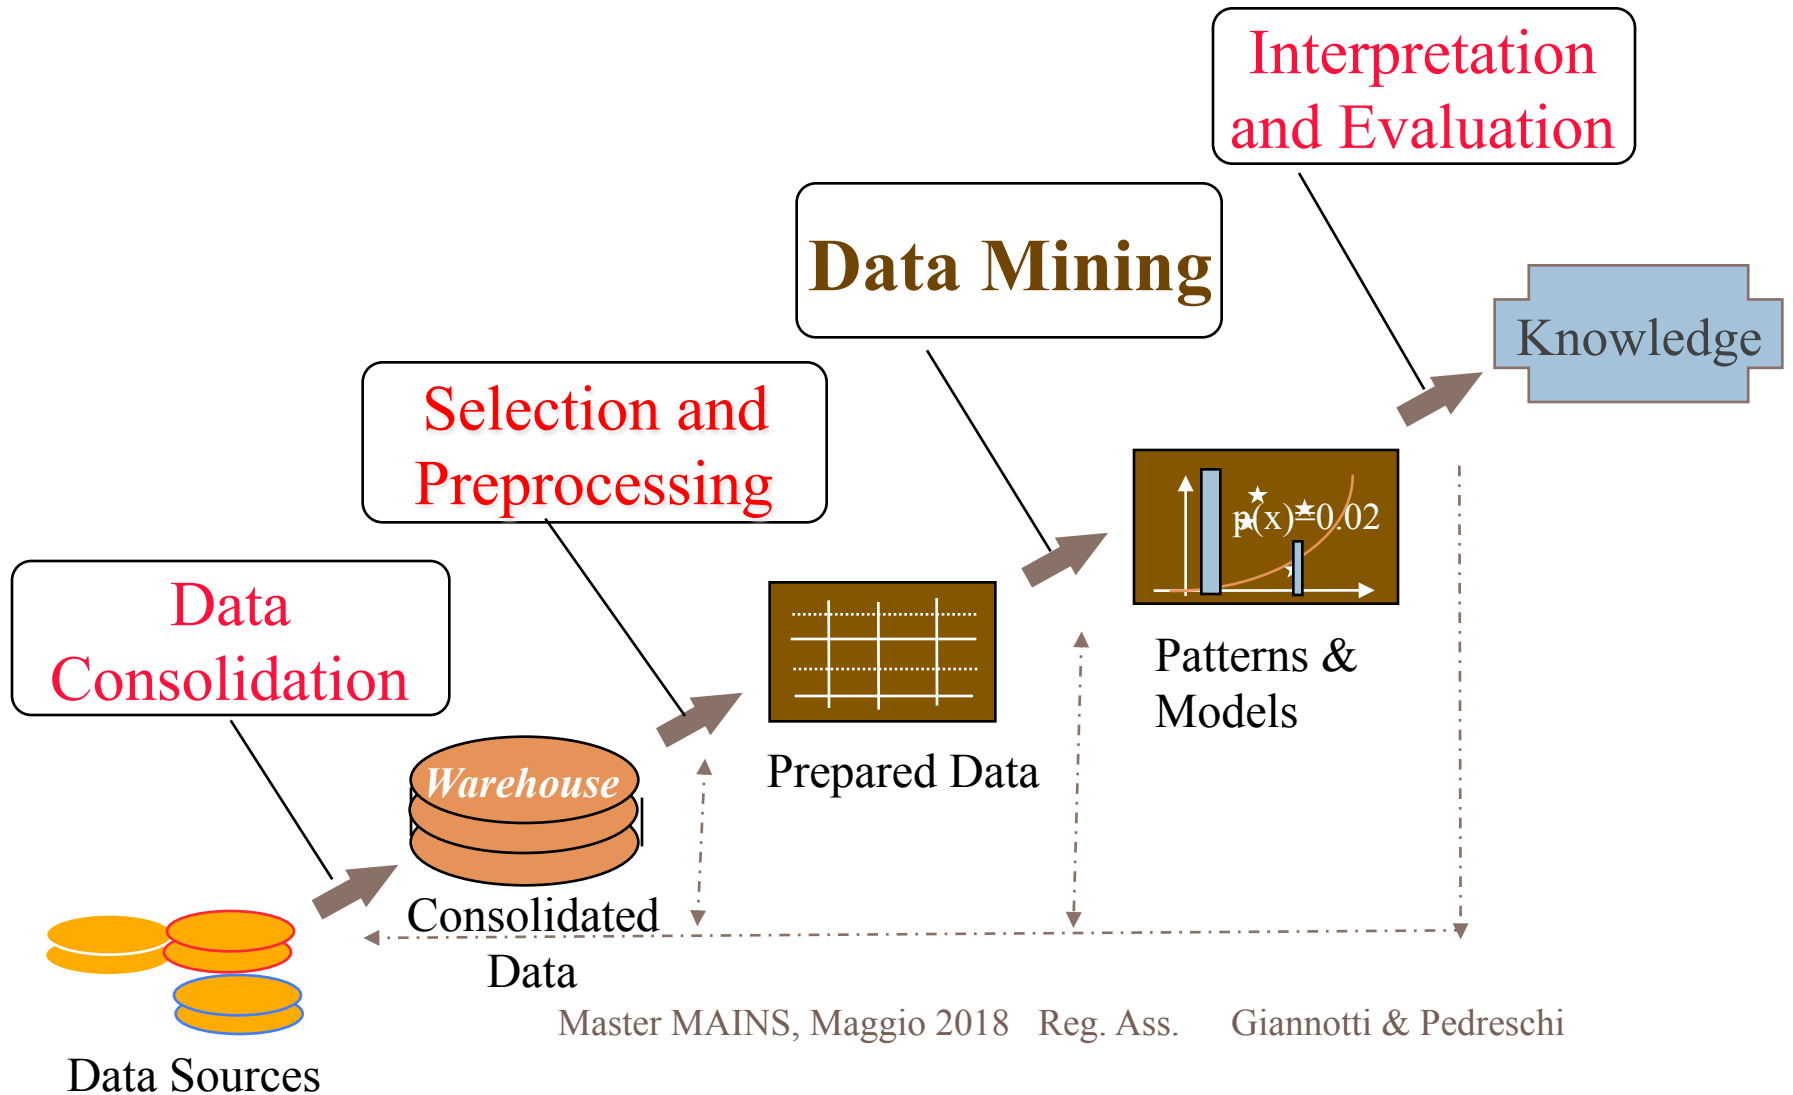 Interpretation
and Evaluation
Data Mining
Knowledge
Selection and
Preprocessing
p(x)=0.02
Data
Consolidation
Patterns &
Models
Warehouse
Prepared Data
Consolidated
Data
Master MAINS, Maggio 2018 Reg. Ass. Giannotti & Pedreschi
Data Sources